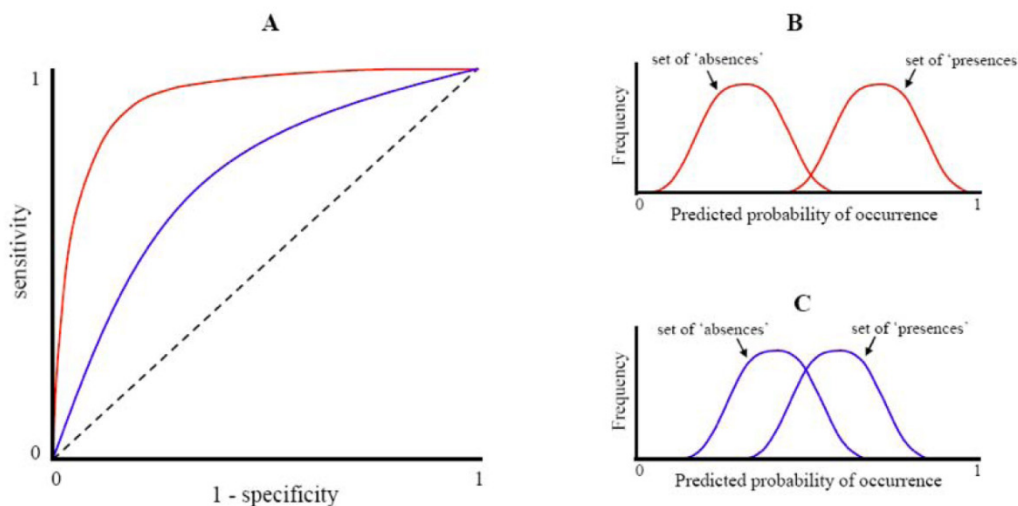 A
1
sensitivity
0
0
1 - specificity
1
B
set of ‘absences’
set of ‘presences
Frequency
0
Predicted probability of occurrence
1
C
set of ‘absences’
set of ‘presences’
Frequency
0
Predicted probability of occurrence
1